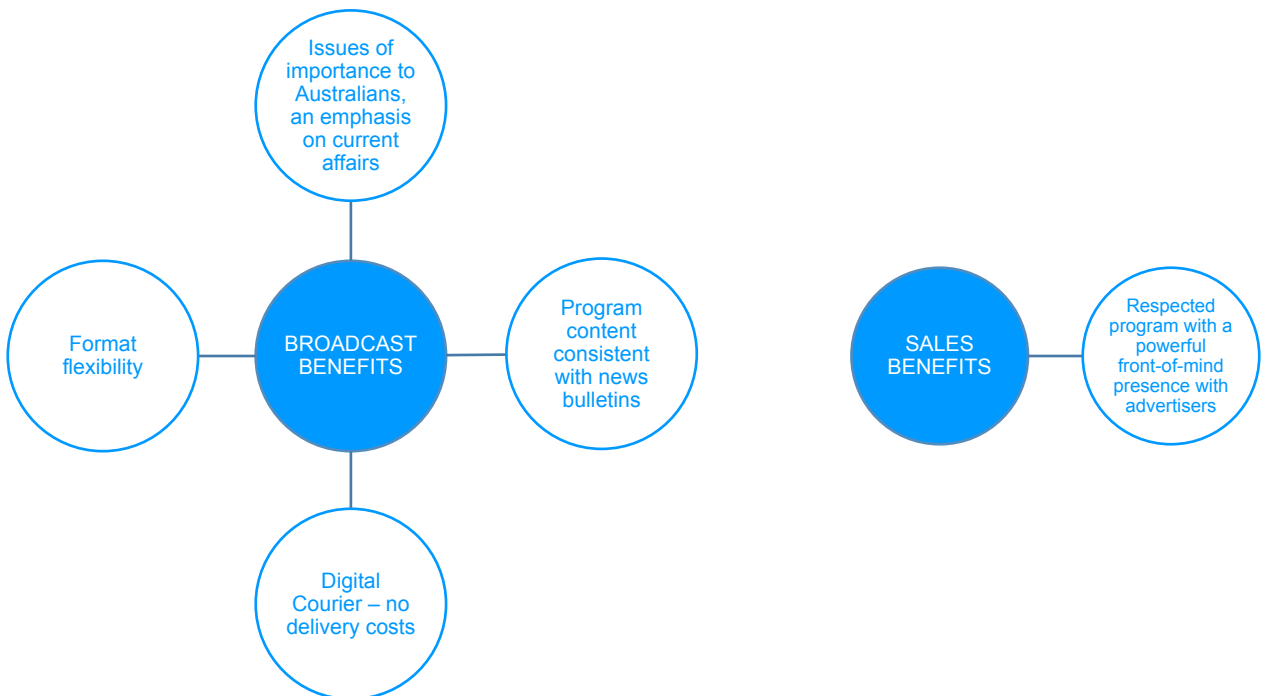 Issues of
importance to
Australians,
an emphasis
on current
affairs
Format
flexibility
BROADCAST
BENEFITS
Program
content
consistent
with news
bulletins
Digital
Courier – no
delivery costs
SALES
BENEFITS
Respected
program with a
powerful
front-of-mind
presence with
advertisers